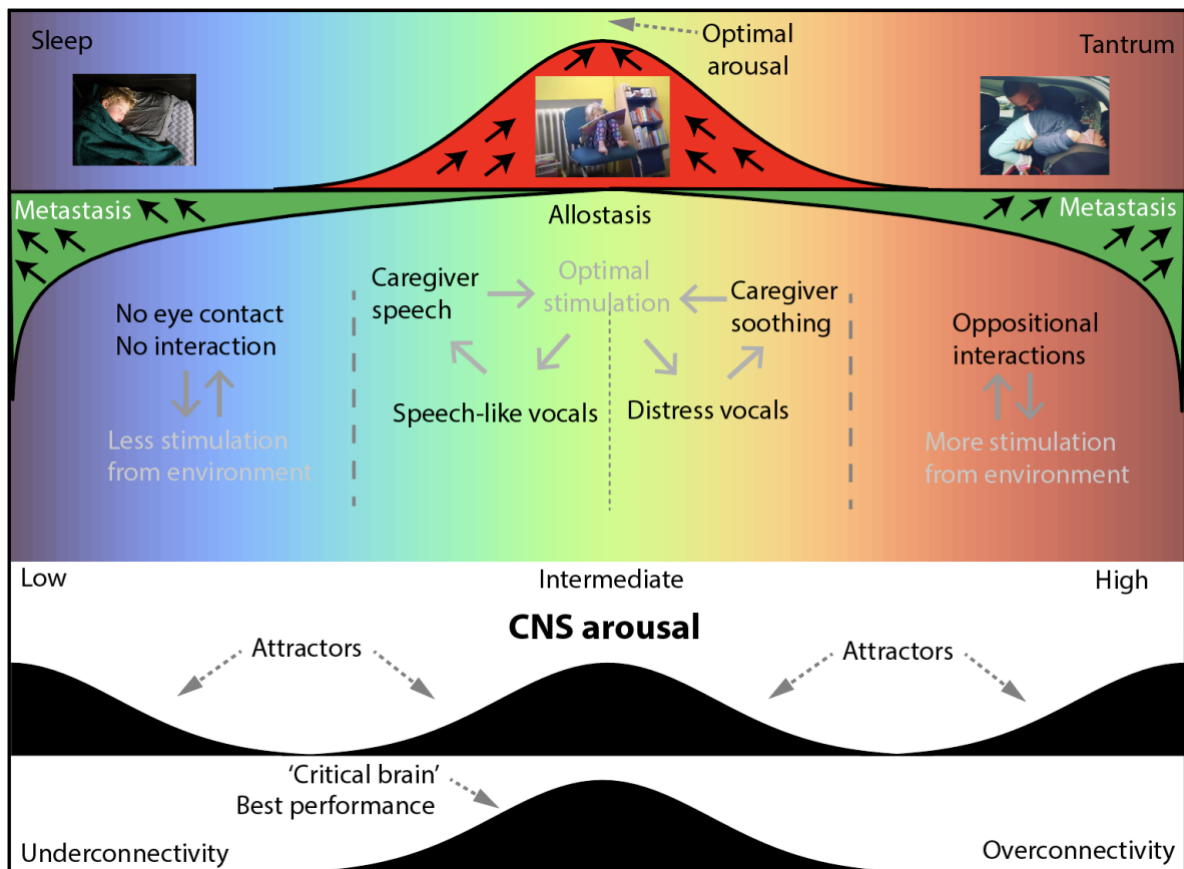 Sleep
Optimal
arousal
Tantrum
Metastasis
Allostasis
Metastasis
Caregiver
speech
Optimal
stimulation
Caregiver
soothing
No eye contact
No interaction
Oppositional
interactions
Speech-like vocals
Distress vocals
Less stimulation
from environment
More stimulation
from environment
Low
Intermediate
High
CNS arousal
Attractors
Attractors
'Critical brain'
Best performance
Underconnectivity
Overconnectivity